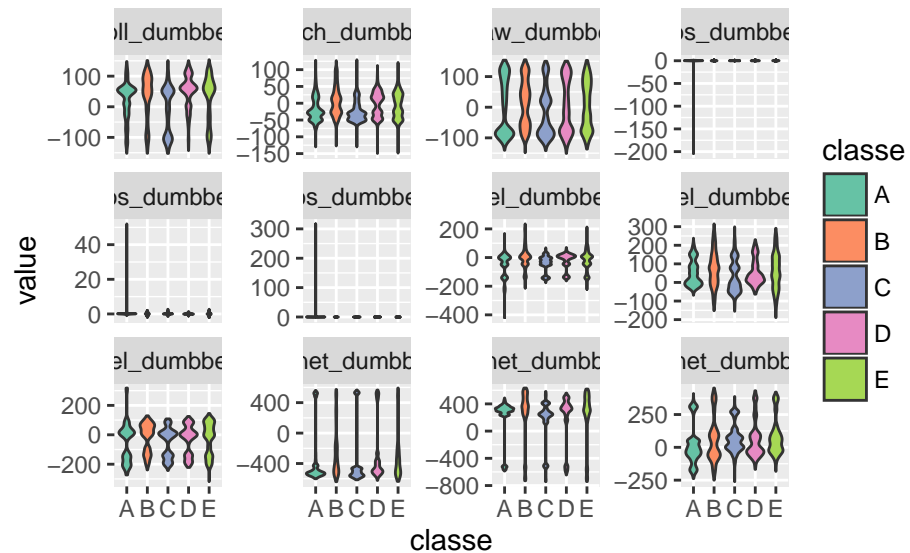 oll_dumbbe ch_dumbbe aw_dumbbe os_dumbbe
100 0 −100
100 50 0 −50 −100 −150
100 0 −100
0 −50 −100 −150 −200
os_dumbbe os_dumbbe el_dumbbe el_dumbbe
40 20 0
300 200 100 0
200 0 −200 −400
300 200 100 0 −100 −200
el_dumbbe net_dumbbe net_dumbbe net_dumbbe
200 0 −200
400 0 −400
400 0 −400 −800
250 0 −250
A B C D E A B C D E A B C D E A B C D E
classe
value
classe
A
B
C
D
E